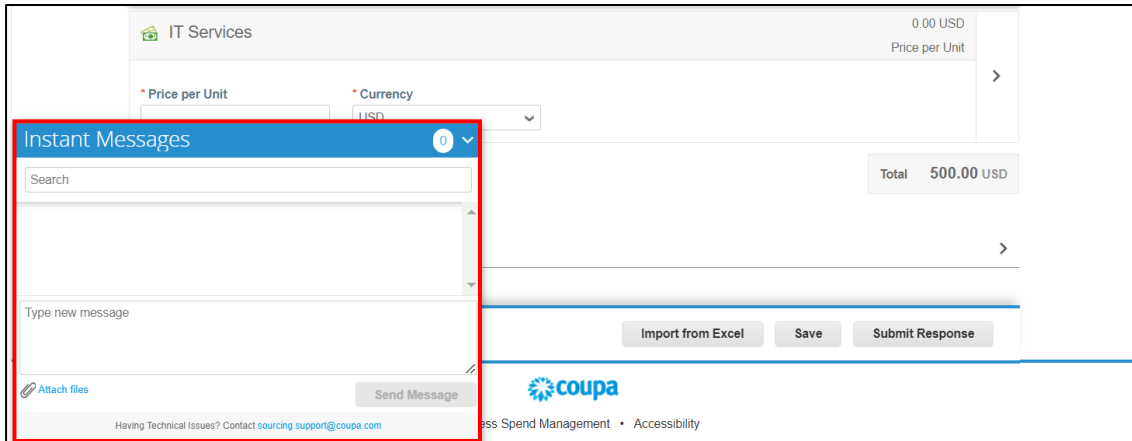 IT Services
0.00 USD
Price per Unit
* Price per Unit
* Currency
USD
Instant Messages
0
Search
Total 500.00 USD
Type new message
Import from Excel
Save
Submit Response
Attach files
Send Message
coupa
Having Technical Issues? Contact sourcing.support@coupa.com
Spend Management • Accessibility